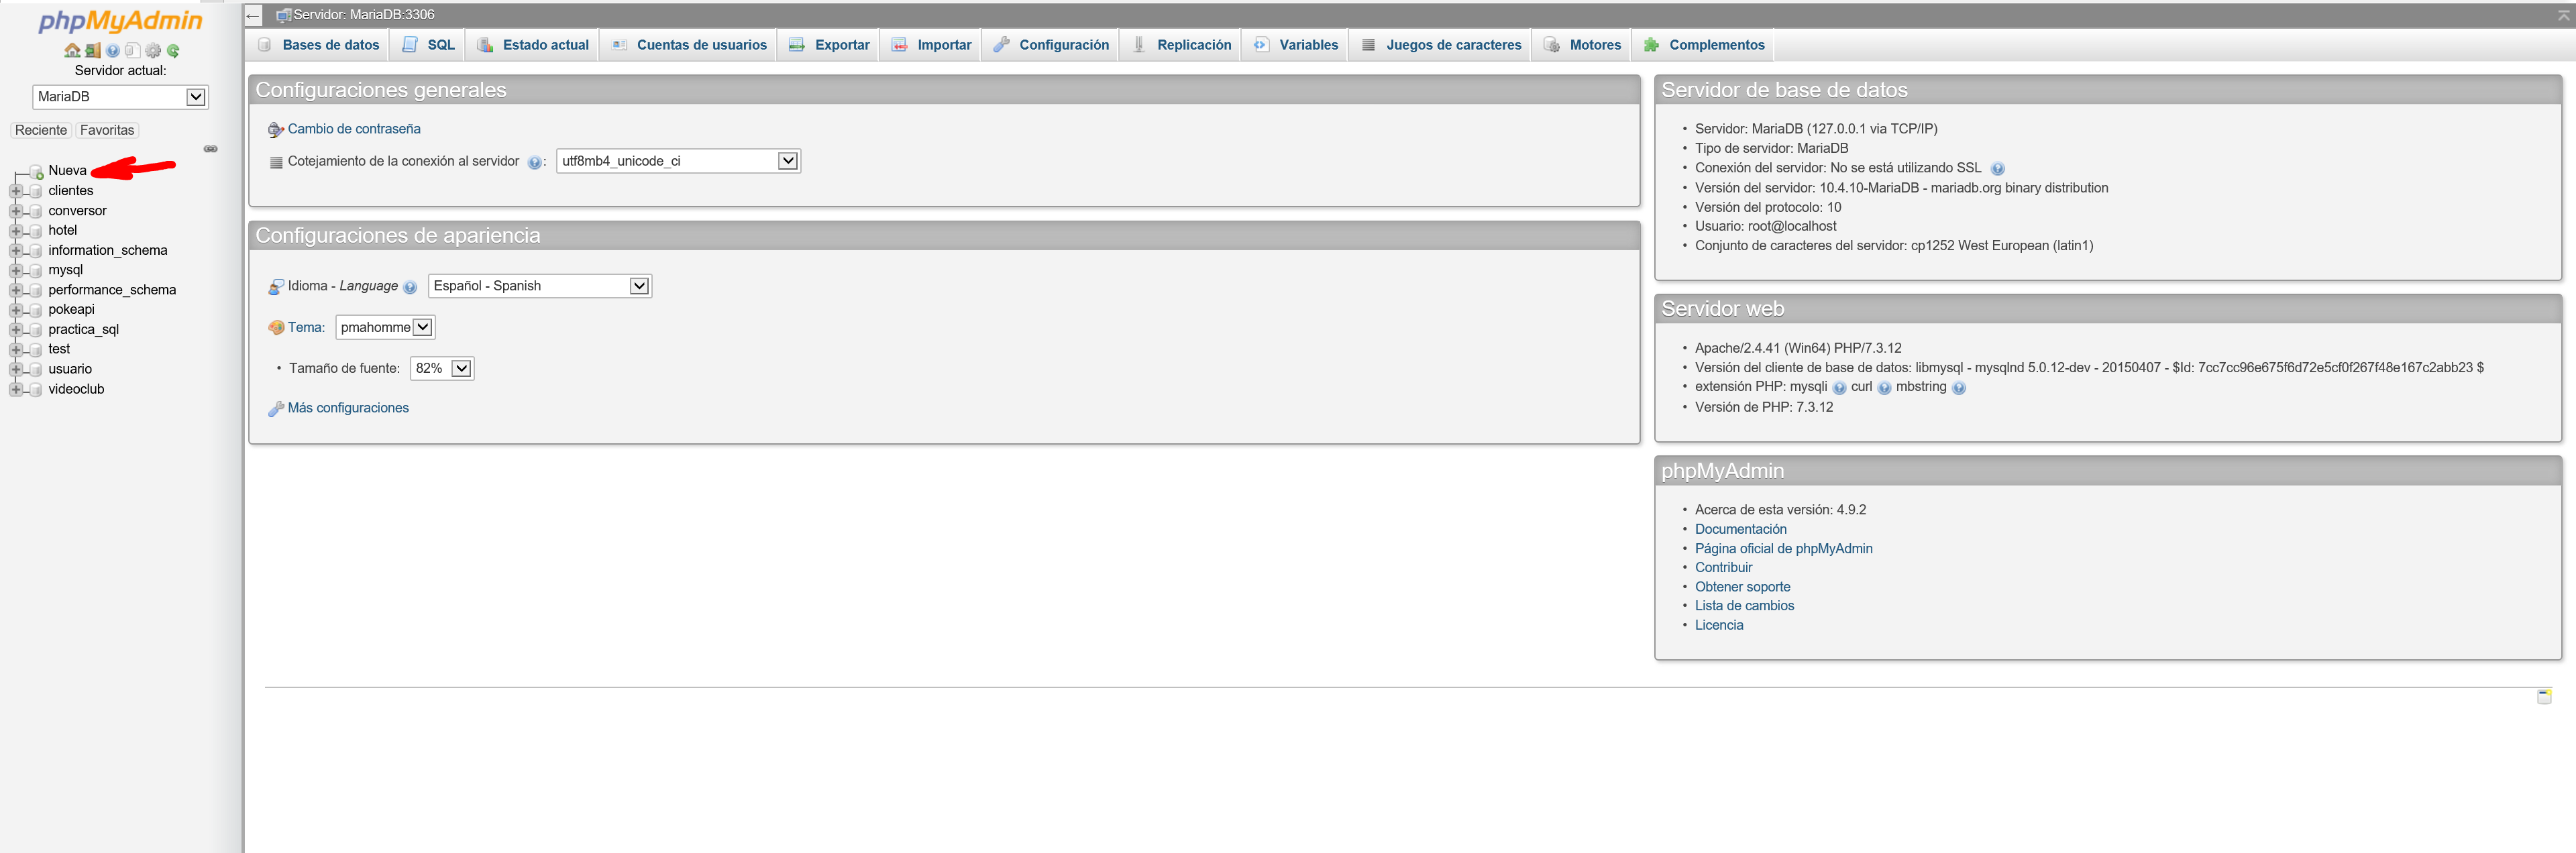 phpMyAdmin
Servidor actual:
MariaDB
Reciente Favoritas
Nueva
clientes
conversor
hotel
information_schema
mysql
performance_schema
pokeapi
practica_sql
test
usuario
videoclub
Servidor: MariaDB:3306
Bases de datos SQL Estado actual Cuentas de usuarios Exportar Importar Configuración Replicación Variables Juegos de caracteres Motores Complementos
Configuraciones generales
Cambio de contraseña
Cotejamiento de la conexión al servidor : utf8mb4_unicode_ci
Configuraciones de apariencia
Idioma - Language Español - Spanish
Tema: pmahomme
• Tamaño de fuente: 82%
Más configuraciones
Servidor de base de datos
• Servidor: MariaDB (127.0.0.1 via TCP/IP)
• Tipo de servidor: MariaDB
• Conexión del servidor: No se está utilizando SSL
• Versión del servidor: 10.4.10-MariaDB - mariadb.org binary distribution
• Versión del protocolo: 10
• Usuario: root@localhost
• Conjunto de caracteres del servidor: cp1252 West European (latin1)
Servidor web
• Apache/2.4.41 (Win64) PHP/7.3.12
• Versión del cliente de base de datos: libmysql - mysqlnd 5.0.12-dev - 20150407 - $Id: 7cc7cc96e675f6d72e5cf0f267f48e167c2abb23 $
• extensión PHP: mysqli curl mbstring
• Versión de PHP: 7.3.12
phpMyAdmin
• Acerca de esta versión: 4.9.2
• Documentación
• Página oficial de phpMyAdmin
• Contribuir
• Obtener soporte
• Lista de cambios
• Licencia